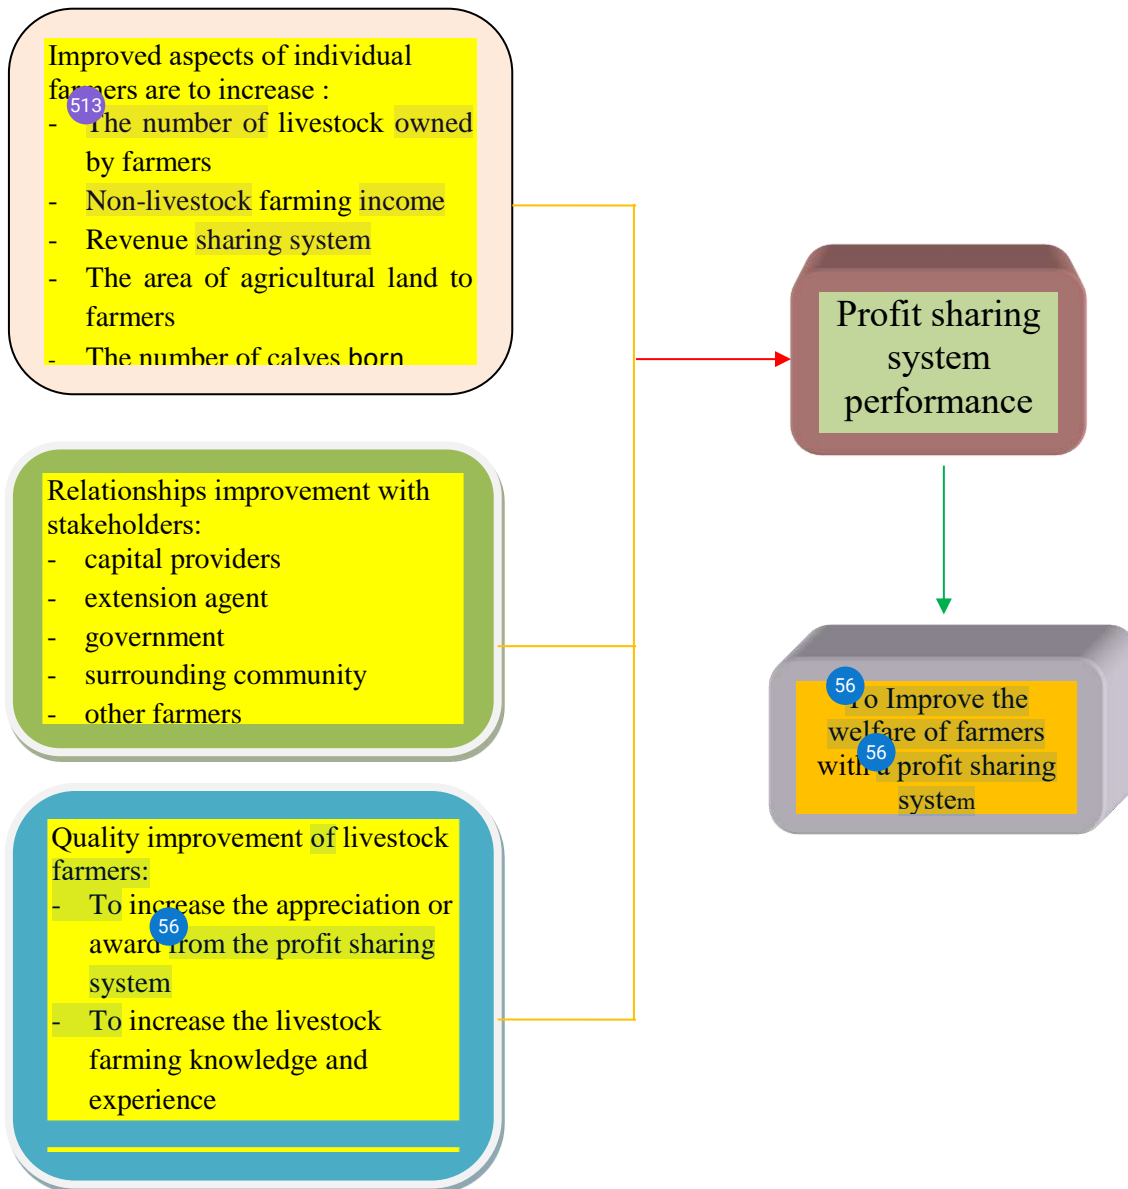 Improved aspects of individual
farmers are to increase :
513
- The number of livestock owned
by farmers
- Non-livestock farming income
- Revenue sharing system
- The area of agricultural land to
farmers
- The number of calves born
Relationships improvement with
stakeholders:
- capital providers
- extension agent
- government
- surrounding community
- other farmers
Quality improvement of livestock
farmers:
- To increase the appreciation or
56
award from the profit sharing
system
- To increase the livestock
farming knowledge and
experience
Profit sharing
system
performance
56
To Improve the
welfare of farmers
56
with a profit sharing
system